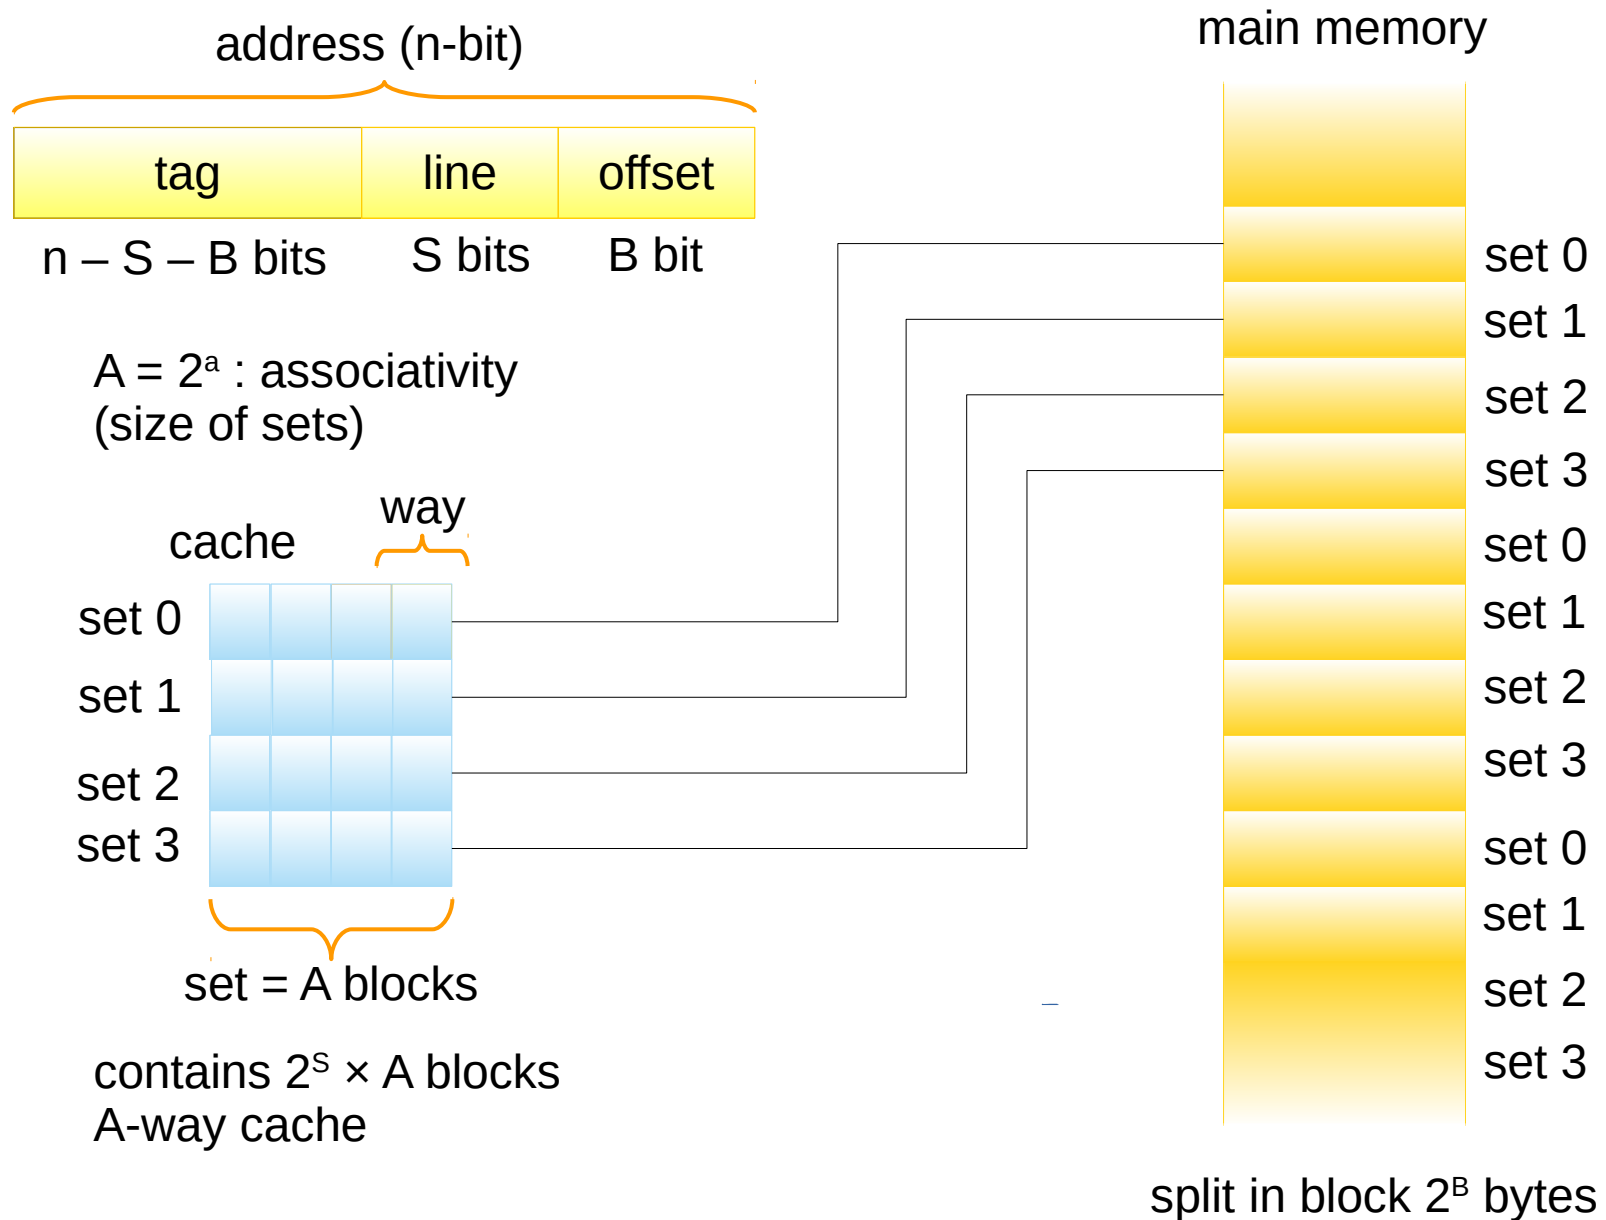 address (n-bit)
main memory
tag line offset
n – S – B bits S bits B bit
A = 2ᵃ : associativity
(size of sets)
way
cache
set 0
set 1
set 2
set 3
set = A blocks
contains 2ˢ × A blocks
A-way cache
set 0
set 1
set 2
set 3
set 0
set 1
set 2
set 3
set 0
set 1
set 2
set 3
split in block 2ᴮ bytes